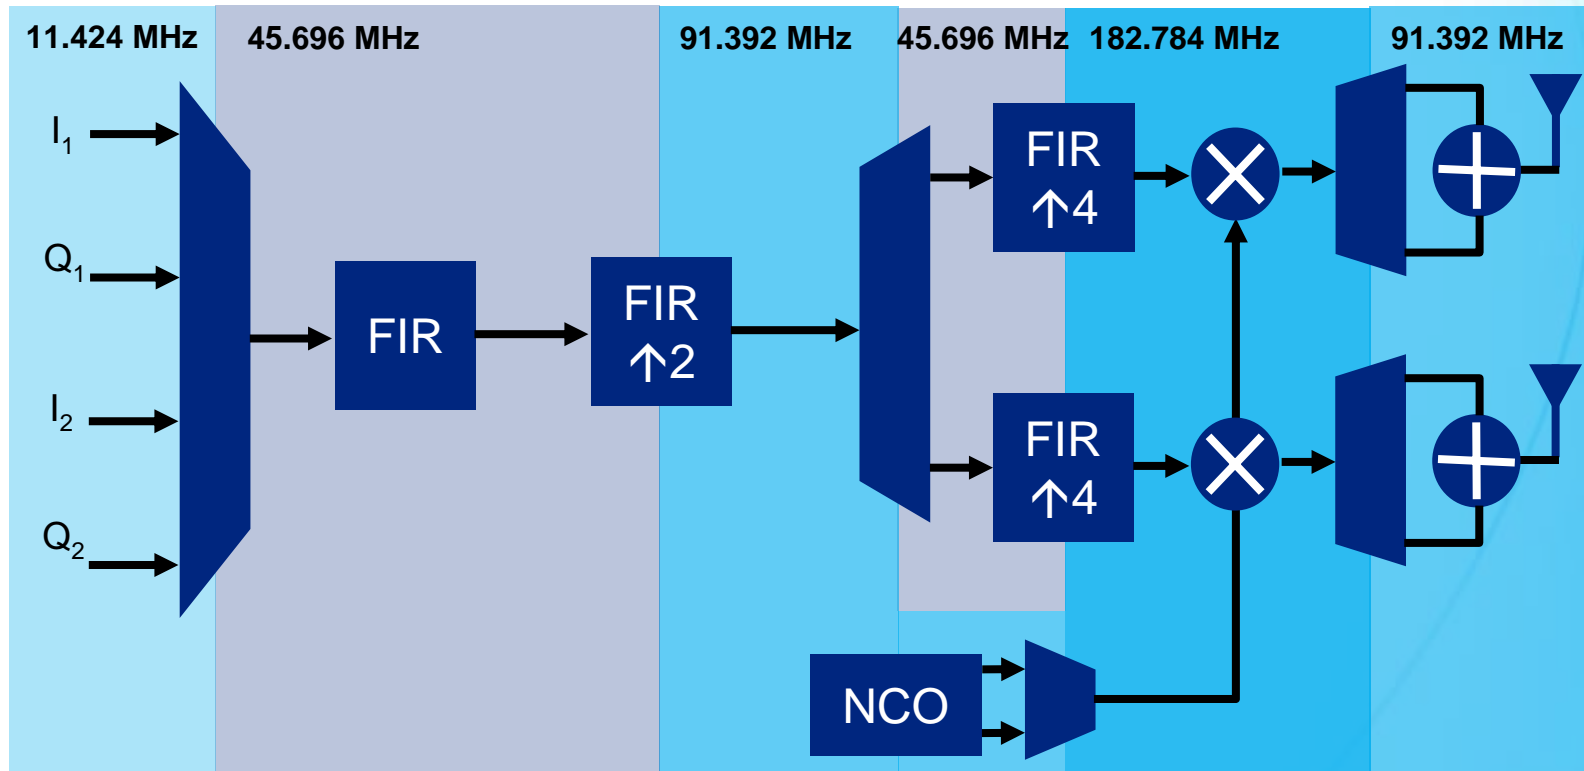 11.424 MHz
45.696 MHz
91.392 MHz
45.696 MHz
182.784 MHz
91.392 MHz
I₁
Q₁
I₂
Q₂
FIR
FIR
↑2
FIR
↑4
FIR
↑4
NCO